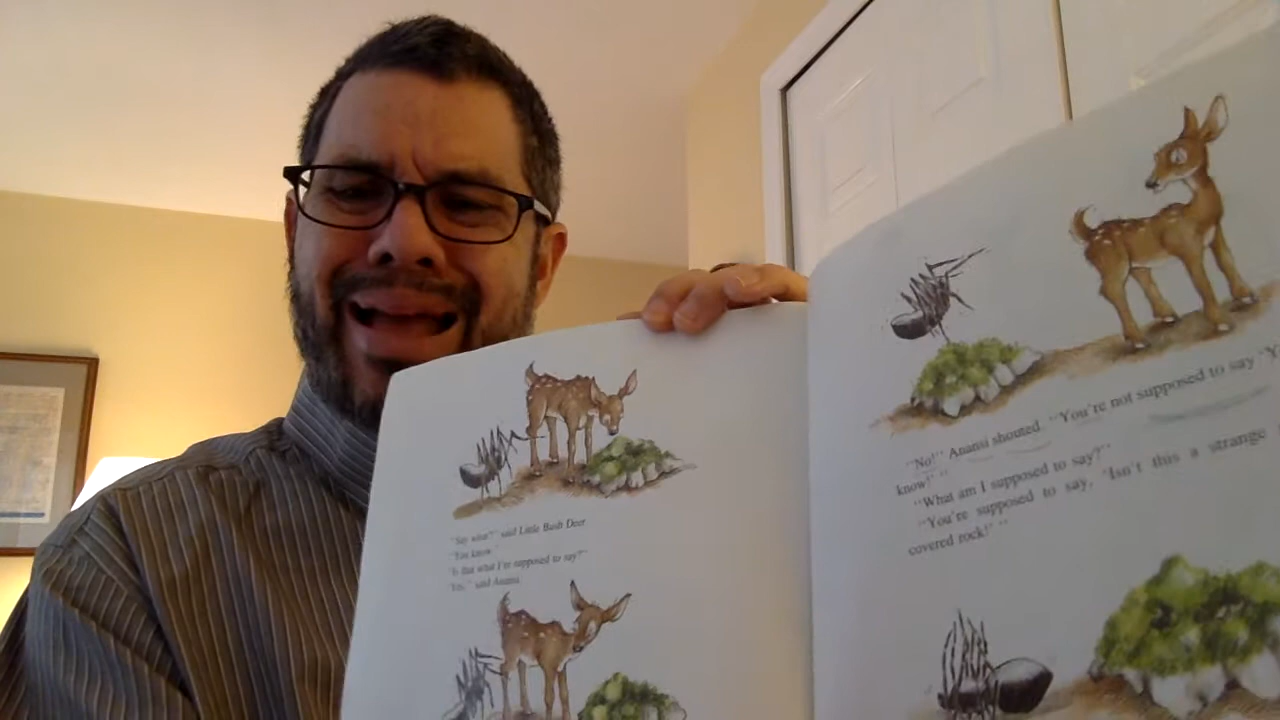 "Say what?" said Little Bush Deer
"You know."
"Is that what I'm supposed to say?"
"Yes," said Anansi.
"No!" Anansi shouted. "You're not supposed to say 'Y
know!' "
"What am I supposed to say?"
"You're supposed to say, 'Isn't this a strange
covered rock!' "